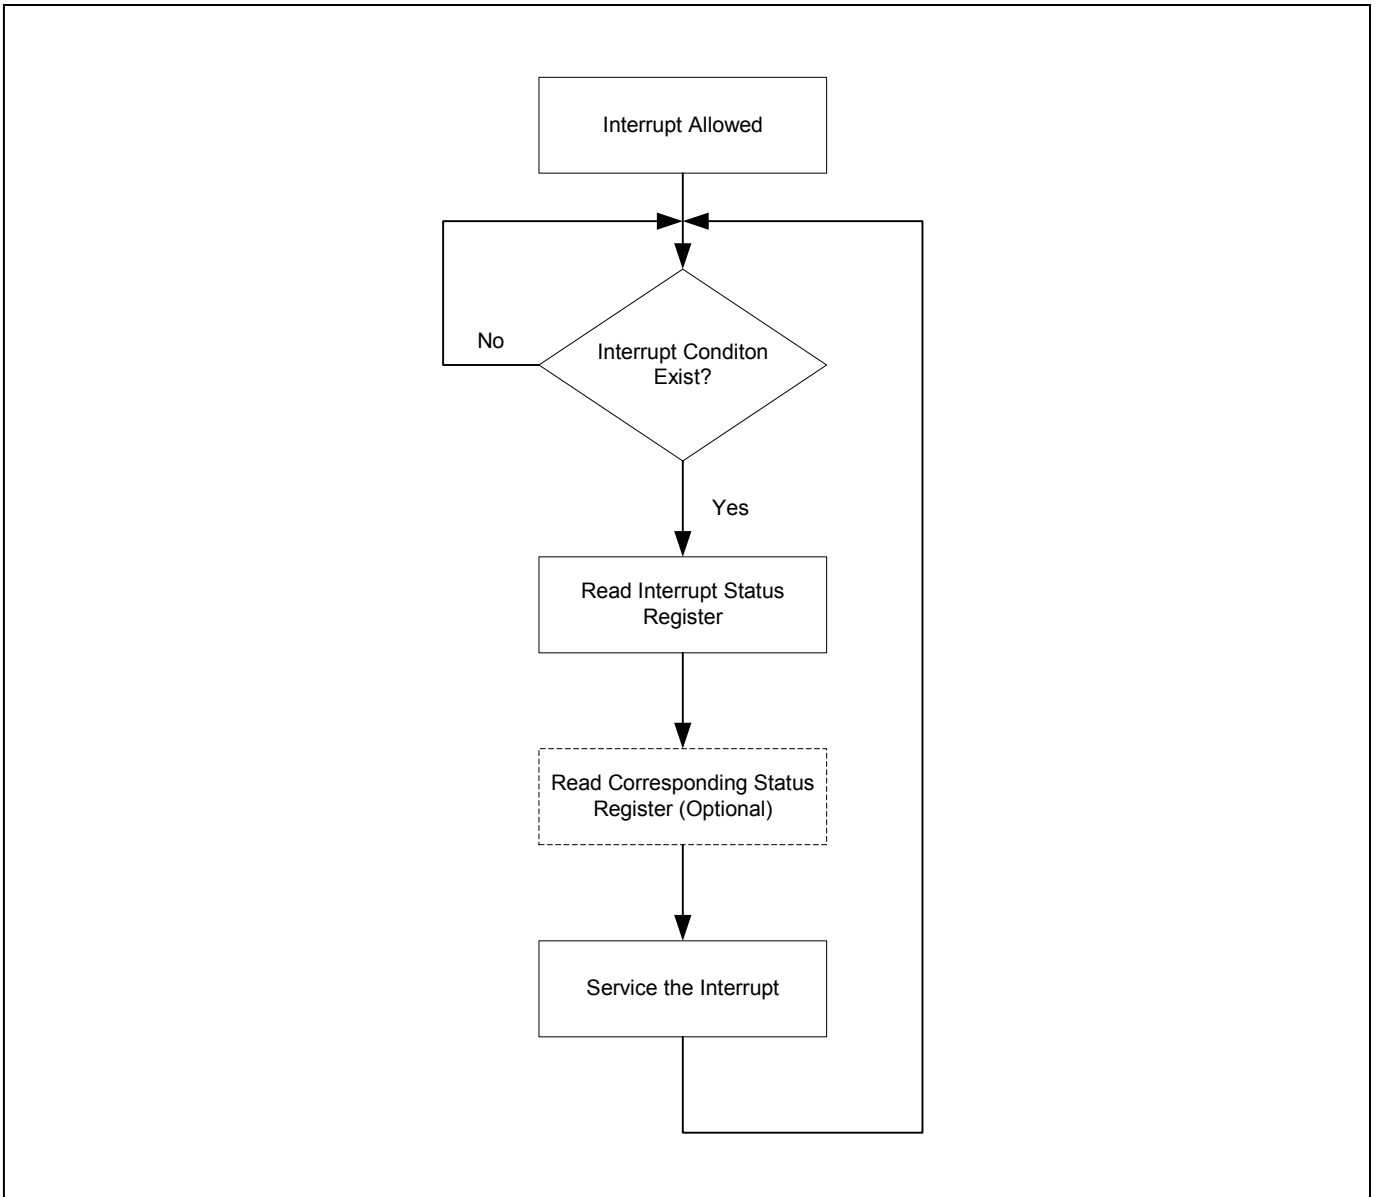 Interrupt Allowed
No
Interrupt Conditon
Exist?
Yes
Read Interrupt Status
Register
Read Corresponding Status
Register (Optional)
Service the Interrupt